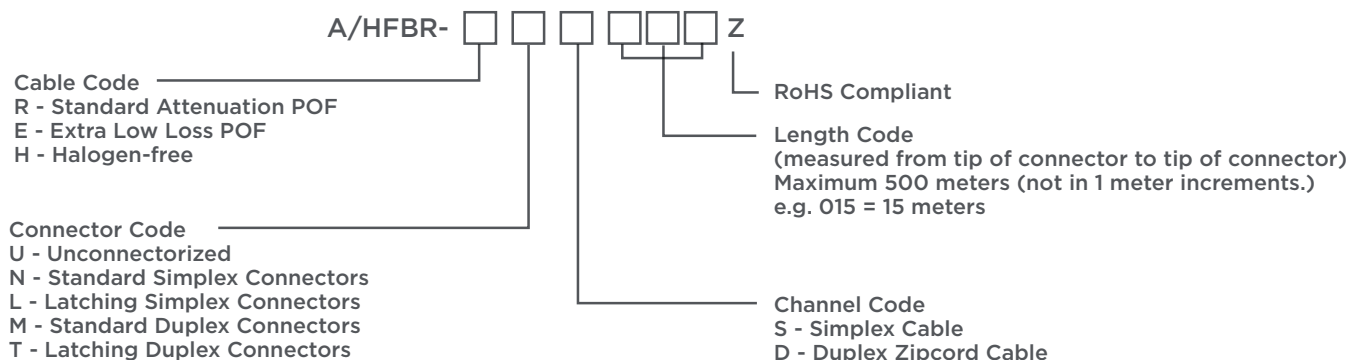 A/HFBR- Z
Cable Code
R - Standard Attenuation POF
E - Extra Low Loss POF
H - Halogen-free
Connector Code
U - Unconnectorized
N - Standard Simplex Connectors
L - Latching Simplex Connectors
M - Standard Duplex Connectors
T - Latching Duplex Connectors
RoHS Compliant
Length Code
(measured from tip of connector to tip of connector)
Maximum 500 meters (not in 1 meter increments.)
e.g. 015 = 15 meters
Channel Code
S - Simplex Cable
D - Duplex Zipcord Cable